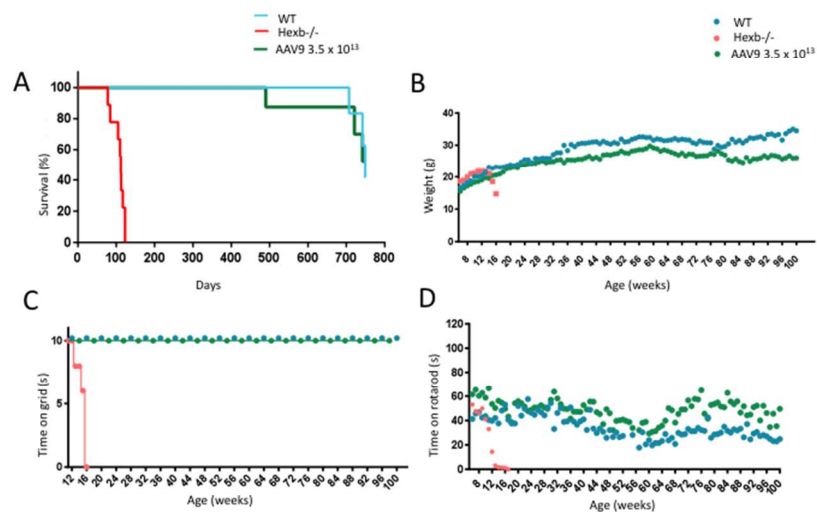 WT
Hexb-/-
AAV9 3.5 x 10¹³
WT
Hexb-/-
AAV9 3.5 x 10¹³
A
100
80
60
40
20
0
Survival (%)
0 100 200 300 400 500 600 700 800
Days
B
40
30
20
10
0
Weight (g)
8 12 16 20 24 28 32 36 40 44 48 52 56 60 64 68 72 76 80 84 88 92 96 100
Age (weeks)
C
10
5
0
Time on grid (s)
12 16 20 24 28 32 36 40 44 48 52 56 60 64 68 72 76 80 84 88 92 96 100
Age (weeks)
D
120
100
80
60
40
20
0
Time on rotarod (s)
8 12 16 20 24 28 32 36 40 44 48 52 56 60 64 68 72 76 80 84 88 92 96 100
Age (weeks)